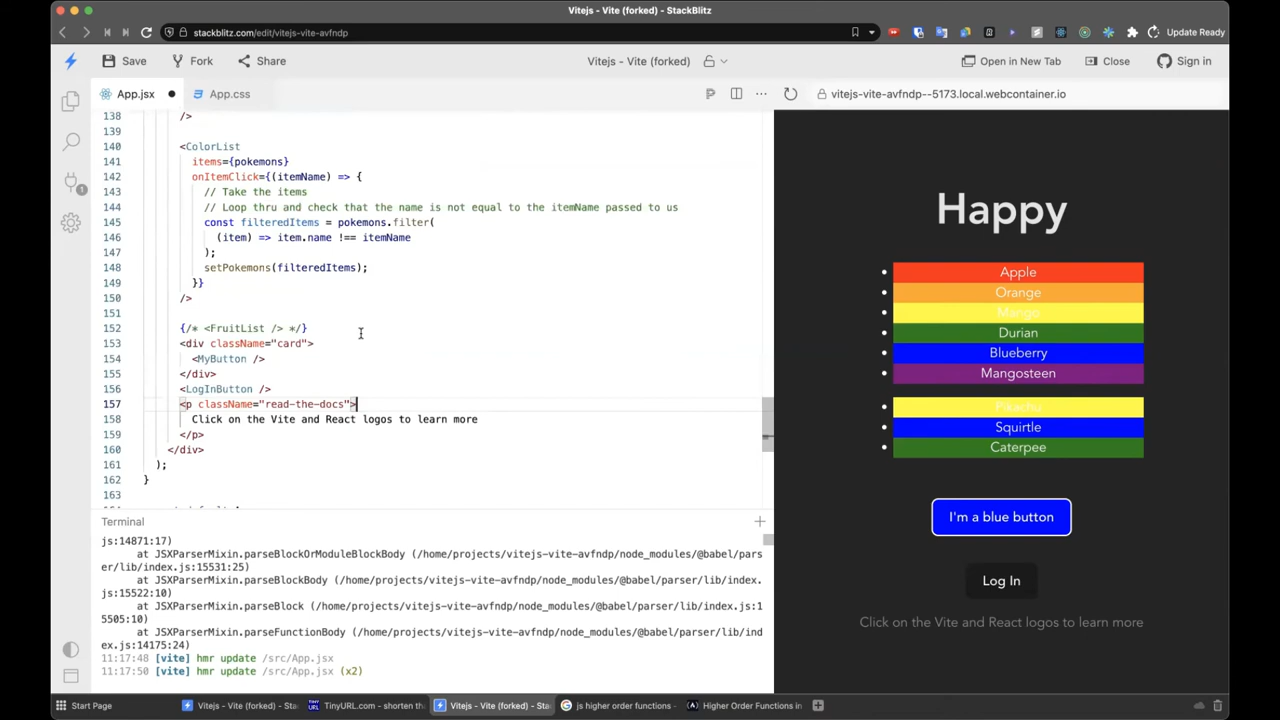 Vitejs - Vite (forked) - StackBlitz
stackblitz.com/edit/vitejs-vite-avfndp
Update Ready
Save
Fork
Share
Vitejs - Vite (forked)
Open in New Tab
Close
Sign in
App.jsx
App.css
vitejs-vite-avfndp--5173.local.webcontainer.io
138 />
139
140 <ColorList
141 items={pokemons}
142 onItemClick={(itemName) => {
143 // Take the items
144 // Loop thru and check that the name is not equal to the itemName passed to us
145 const filteredItems = pokemons.filter(
146 (item) => item.name !== itemName
147 );
148 setPokemons(filteredItems);
149 }}
150 />
151
152 {/* <FruitList /> */}
153 <div className="card">
154 <MyButton />
155 </div>
156 <LogInButton />
157 <p className="read-the-docs">
158 Click on the Vite and React logos to learn more
159 </p>
160 </div>
161 );
162 }
163
1
Terminal
js:14871:17)
at JSXParserMixin.parseBlockOrModuleBlockBody (/home/projects/vitejs-vite-avfndp/node_modules/@babel/pars
er/lib/index.js:15531:25)
at JSXParserMixin.parseBlockBody (/home/projects/vitejs-vite-avfndp/node_modules/@babel/parser/lib/index.
js:15522:10)
at JSXParserMixin.parseBlock (/home/projects/vitejs-vite-avfndp/node_modules/@babel/parser/lib/index.js:1
5505:10)
at JSXParserMixin.parseFunctionBody (/home/projects/vitejs-vite-avfndp/node_modules/@babel/parser/lib/ind
ex.js:14175:24)
11:17:48 [vite] hmr update /src/App.jsx
11:17:50 [vite] hmr update /src/App.jsx (x2)
Happy
Apple
Orange
Mango
Durian
Blueberry
Mangosteen
Pikachu
Squirtle
Caterpee
I'm a blue button
Log In
Click on the Vite and React logos to learn more
Start Page
Vitejs - Vite (forked) - Sta
TINY URL
TinyURL.com - shorten th
Vitejs - Vite (forked) - Sta
js higher order functions -
Higher Order Functions in